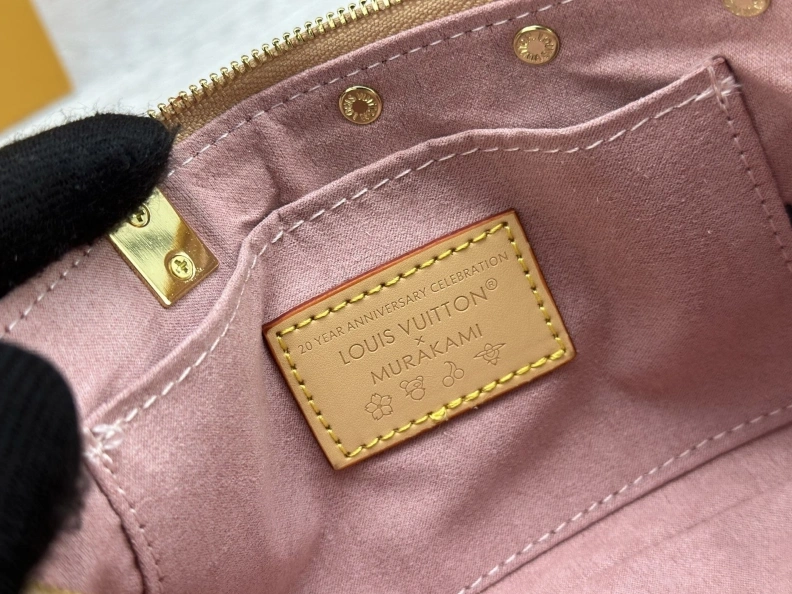 20 YEAR ANNIVERSARY CELEBRATION
LOUIS VUITTON®
×
MURAKAMI